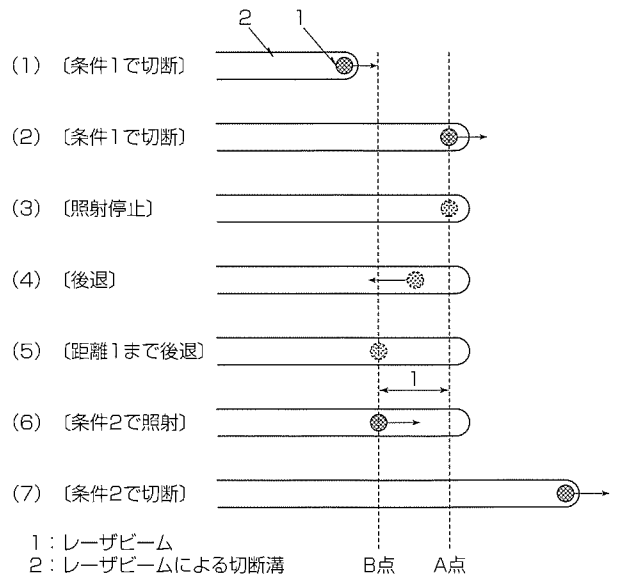 2 1
(1) 〔条件1で切断〕
(2) 〔条件1で切断〕
(3) 〔照射停止〕
(4) 〔後退〕
(5) 〔距離1まで後退〕
1
(6) 〔条件2で照射〕
(7) 〔条件2で切断〕
1：レーザビーム
2：レーザビームによる切断溝 B点 A点